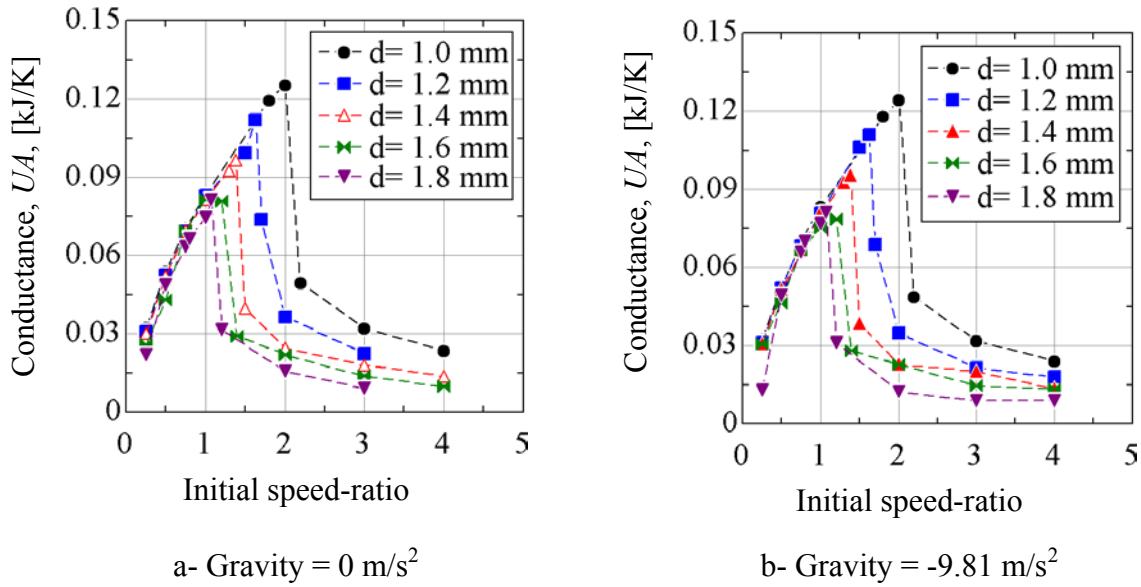 Conductance, UA, [kJ/K]
0.15
0.12
0.09
0.06
0.03
0
0 1 2 3 4 5
d= 1.0 mm
d= 1.2 mm
d= 1.4 mm
d= 1.6 mm
d= 1.8 mm
Initial speed-ratio
a- Gravity = 0 m/s²
Conductance, UA, [kJ/K]
0.15
0.12
0.09
0.06
0.03
0
0 1 2 3 4 5
d= 1.0 mm
d= 1.2 mm
d= 1.4 mm
d= 1.6 mm
d= 1.8 mm
Initial speed-ratio
b- Gravity = -9.81 m/s²